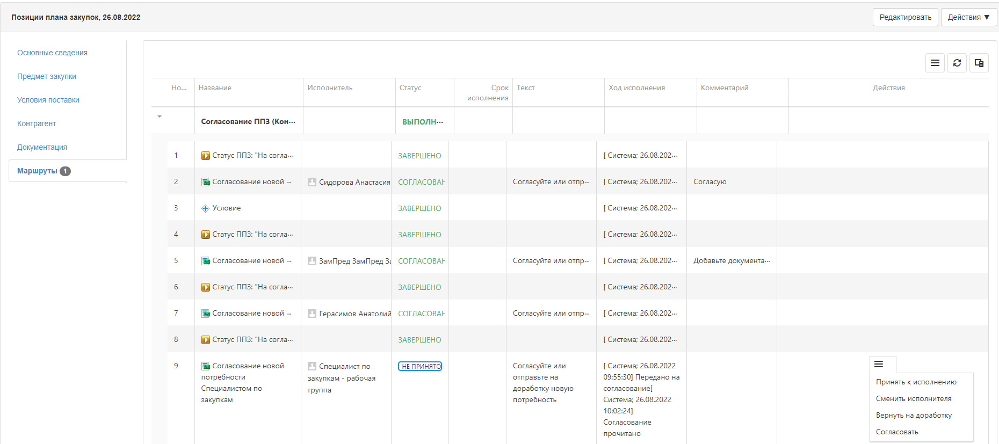 Позиции плана закупок, 26.08.2022
Редактировать
Действия ▼
Основные сведения
Предмет закупки
Условия поставки
Контрагент
Документация
Маршруты 1
Но... Название Исполнитель Статус Срок исполнения Текст Ход исполнения Комментарий Действия
Согласование ППЗ (Кон··· ВЫПОЛН···
1 Статус ППЗ: "На согла··· ЗАВЕРШЕНО [ Система; 26.08.202···
2 Согласование новой ··· Сидорова Анастасия СОГЛАСОВАН Согласуйте или отпр··· [ Система; 26.08.202··· Согласую
3 Условие ЗАВЕРШЕНО [ Система; 26.08.202···
4 Статус ППЗ: "На согла··· ЗАВЕРШЕНО [ Система; 26.08.202···
5 Согласование новой ··· ЗамПред ЗамПред За СОГЛАСОВАН Согласуйте или отпр··· [ Система; 26.08.202··· Добавьте документа···
6 Статус ППЗ: "На согла··· ЗАВЕРШЕНО [ Система; 26.08.202···
7 Согласование новой ··· Герасимов Анатолий СОГЛАСОВАН Согласуйте или отпр··· [ Система; 26.08.202···
8 Статус ППЗ: "На согла··· ЗАВЕРШЕНО [ Система; 26.08.202···
9
Согласование новой
потребности
Специалистом по
закупкам
Специалист по
закупкам - рабочая
группа
НЕ ПРИНЯТО
Согласуйте или
отправьте на
доработку новую
потребность
[ Система; 26.08.2022
09:55:30] Передано на
согласование[
Система; 26.08.2022
10:02:24]
Согласование
прочитано
Принять к исполнению
Сменить исполнителя
Вернуть на доработку
Согласовать